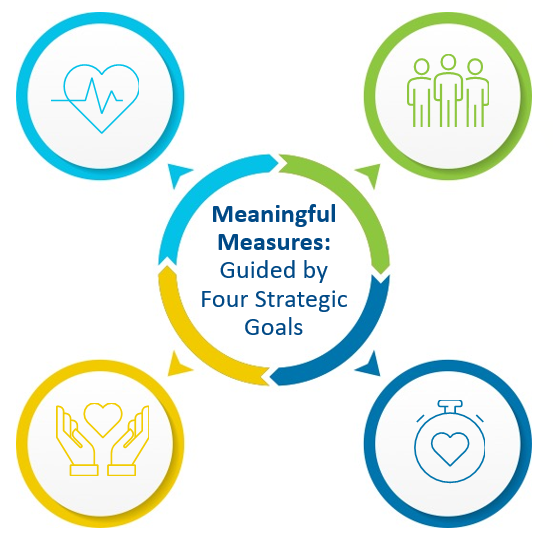 Meaningful
Measures:
Guided by
Four Strategic
Goals